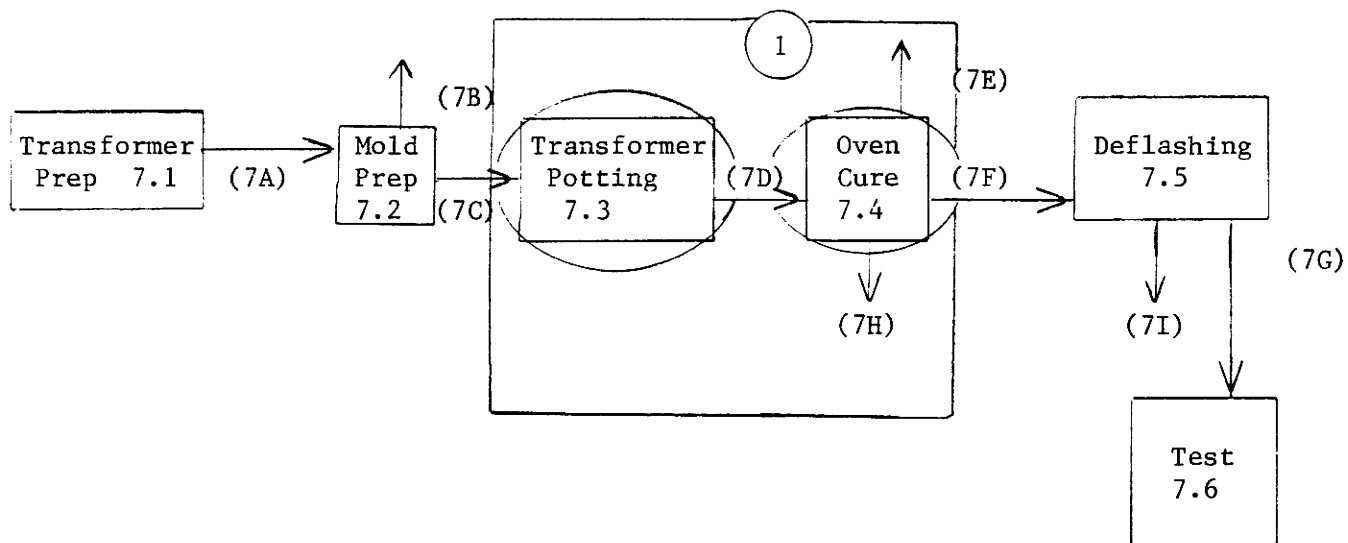 1
(7B)
(7E)
Transformer
Prep 7.1
(7A)
Mold
Prep
7.2
(7C)
Transformer
Potting
7.3
(7D)
Oven
Cure
7.4
(7F)
Deflashing
7.5
(7G)
(7H)
(7I)
Test
7.6